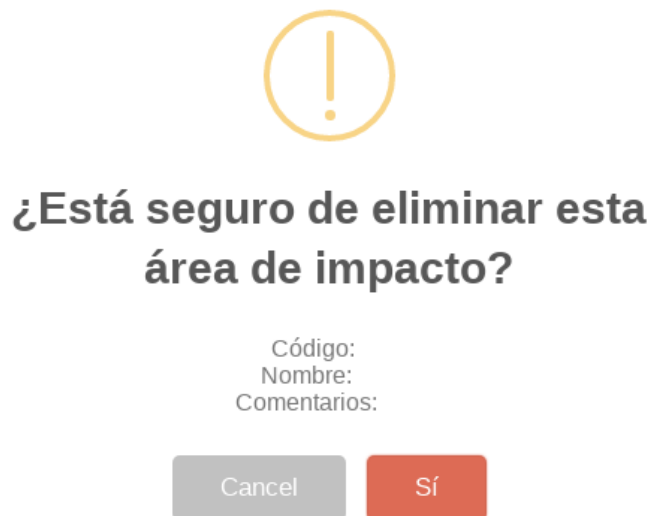 ¿Está seguro de eliminar esta
área de impacto?
Código:
Nombre:
Comentarios:
Cancel Sí